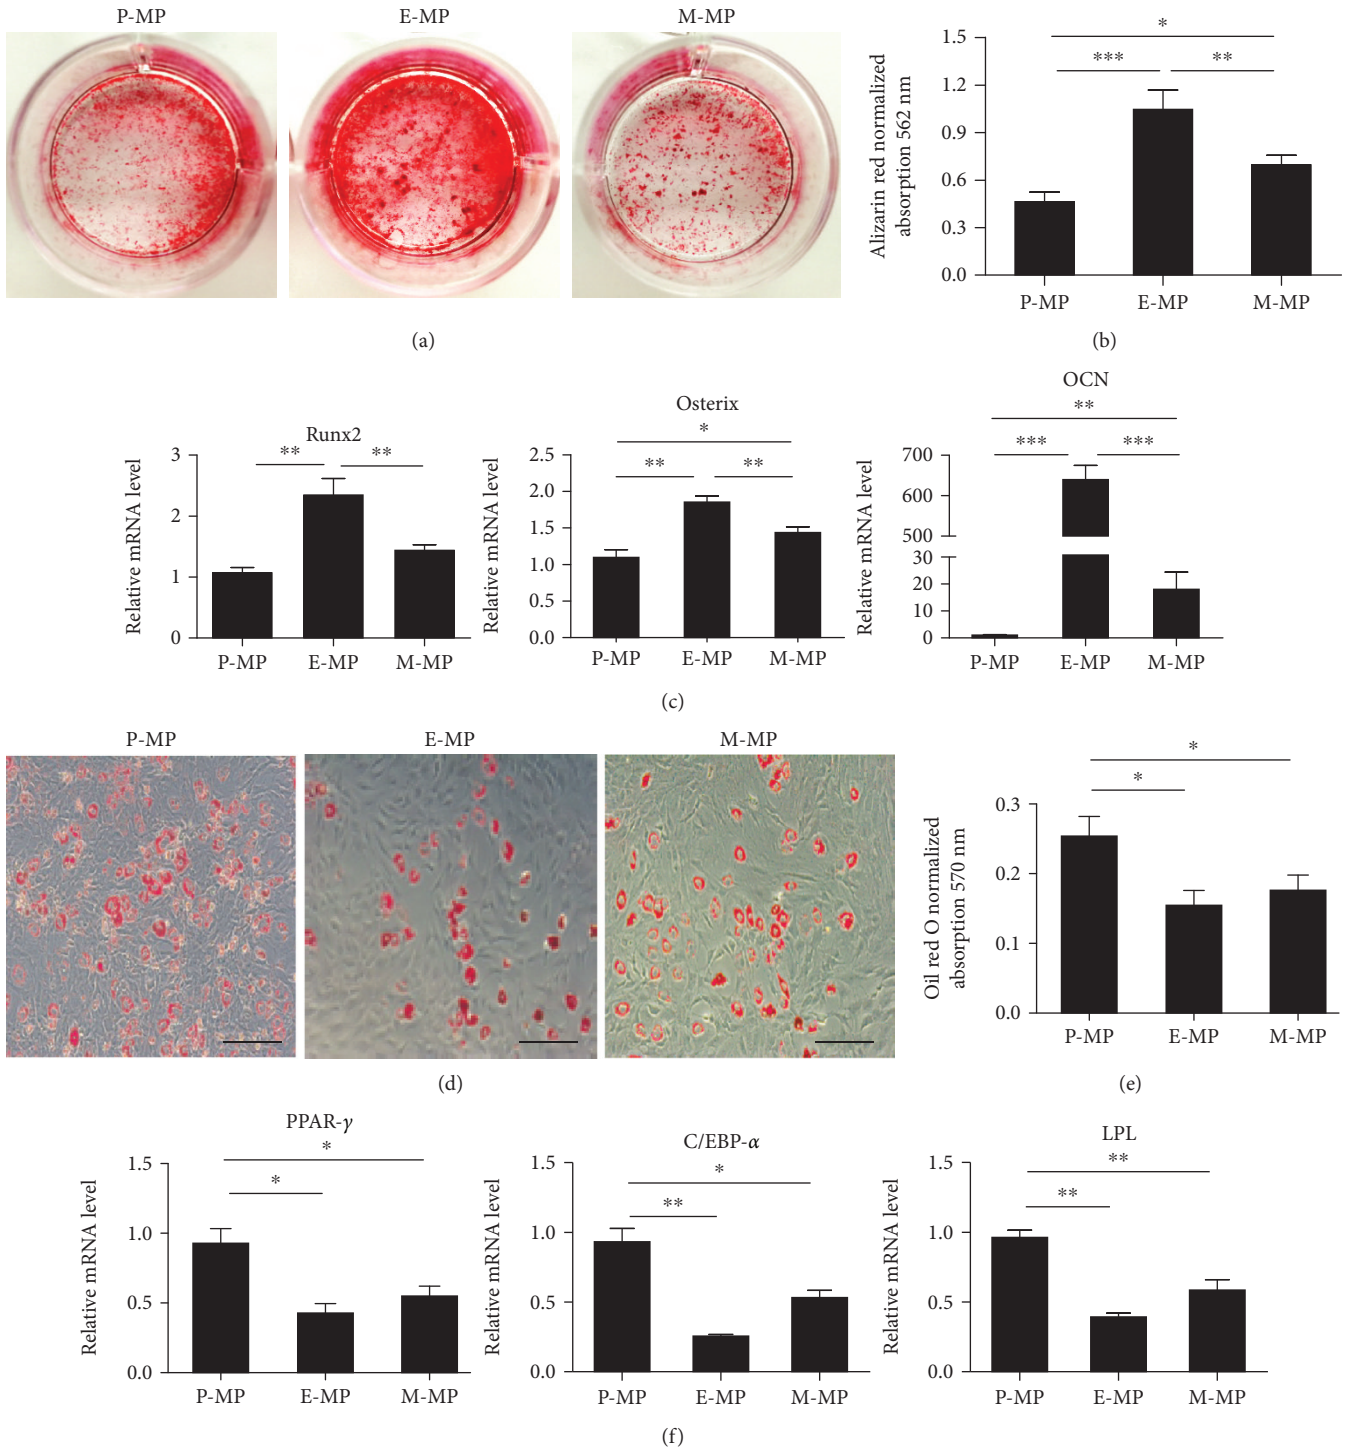 P-MP
E-MP
M-MP
(a)
Alizarin red normalized
absorption 562 nm
1.5
1.2
0.9
0.6
0.3
0.0
*
***
**
P-MP
E-MP
M-MP
(b)
Runx2
Relative mRNA level
3
2
1
0
**
**
P-MP
E-MP
M-MP
Osterix
Relative mRNA level
2.5
2.0
1.5
1.0
0.5
0.0
*
**
**
P-MP
E-MP
M-MP
OCN
Relative mRNA level
700
600
500
30
20
10
0
**
***
***
P-MP
E-MP
M-MP
(c)
P-MP
E-MP
M-MP
(d)
Oil red O normalized
absorption 570 nm
0.3
0.2
0.1
0.0
*
*
P-MP
E-MP
M-MP
(e)
PPAR-γ
Relative mRNA level
1.5
1.0
0.5
0.0
*
*
P-MP
E-MP
M-MP
C/EBP-α
Relative mRNA level
1.5
1.0
0.5
0.0
*
**
P-MP
E-MP
M-MP
LPL
Relative mRNA level
1.5
1.0
0.5
0.0
**
**
P-MP
E-MP
M-MP
(f)